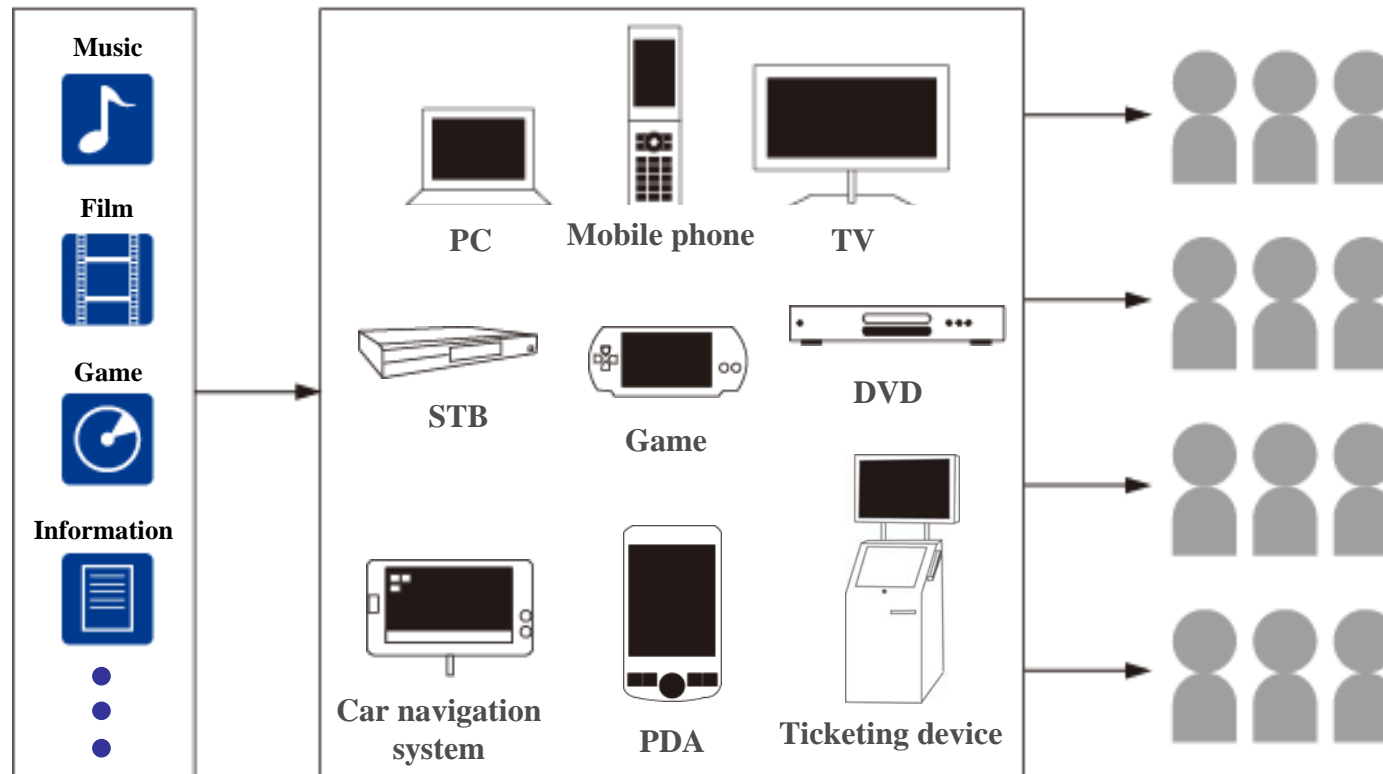 Music
Film
Game
Information
PC
Mobile phone
TV
STB
Game
DVD
Car navigation
system
PDA
Ticketing device